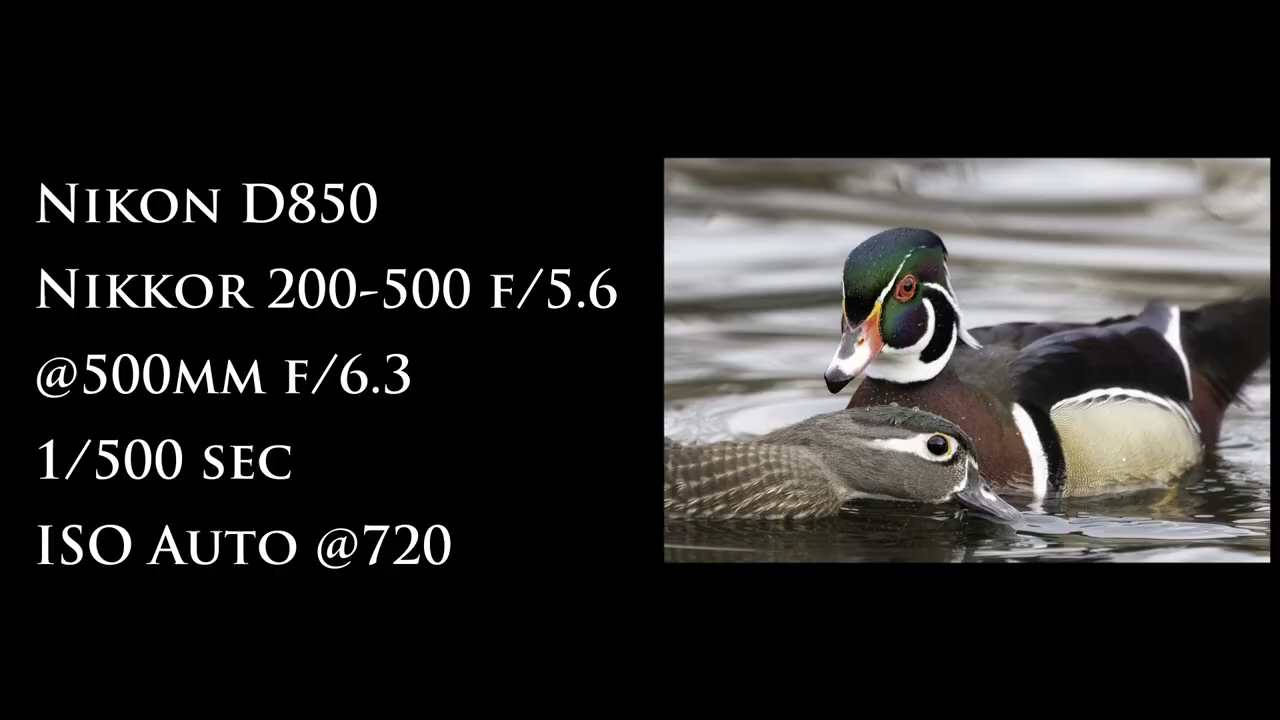 Nikon D850
Nikkor 200-500 f/5.6
@500mm f/6.3
1/500 sec
ISO Auto @720